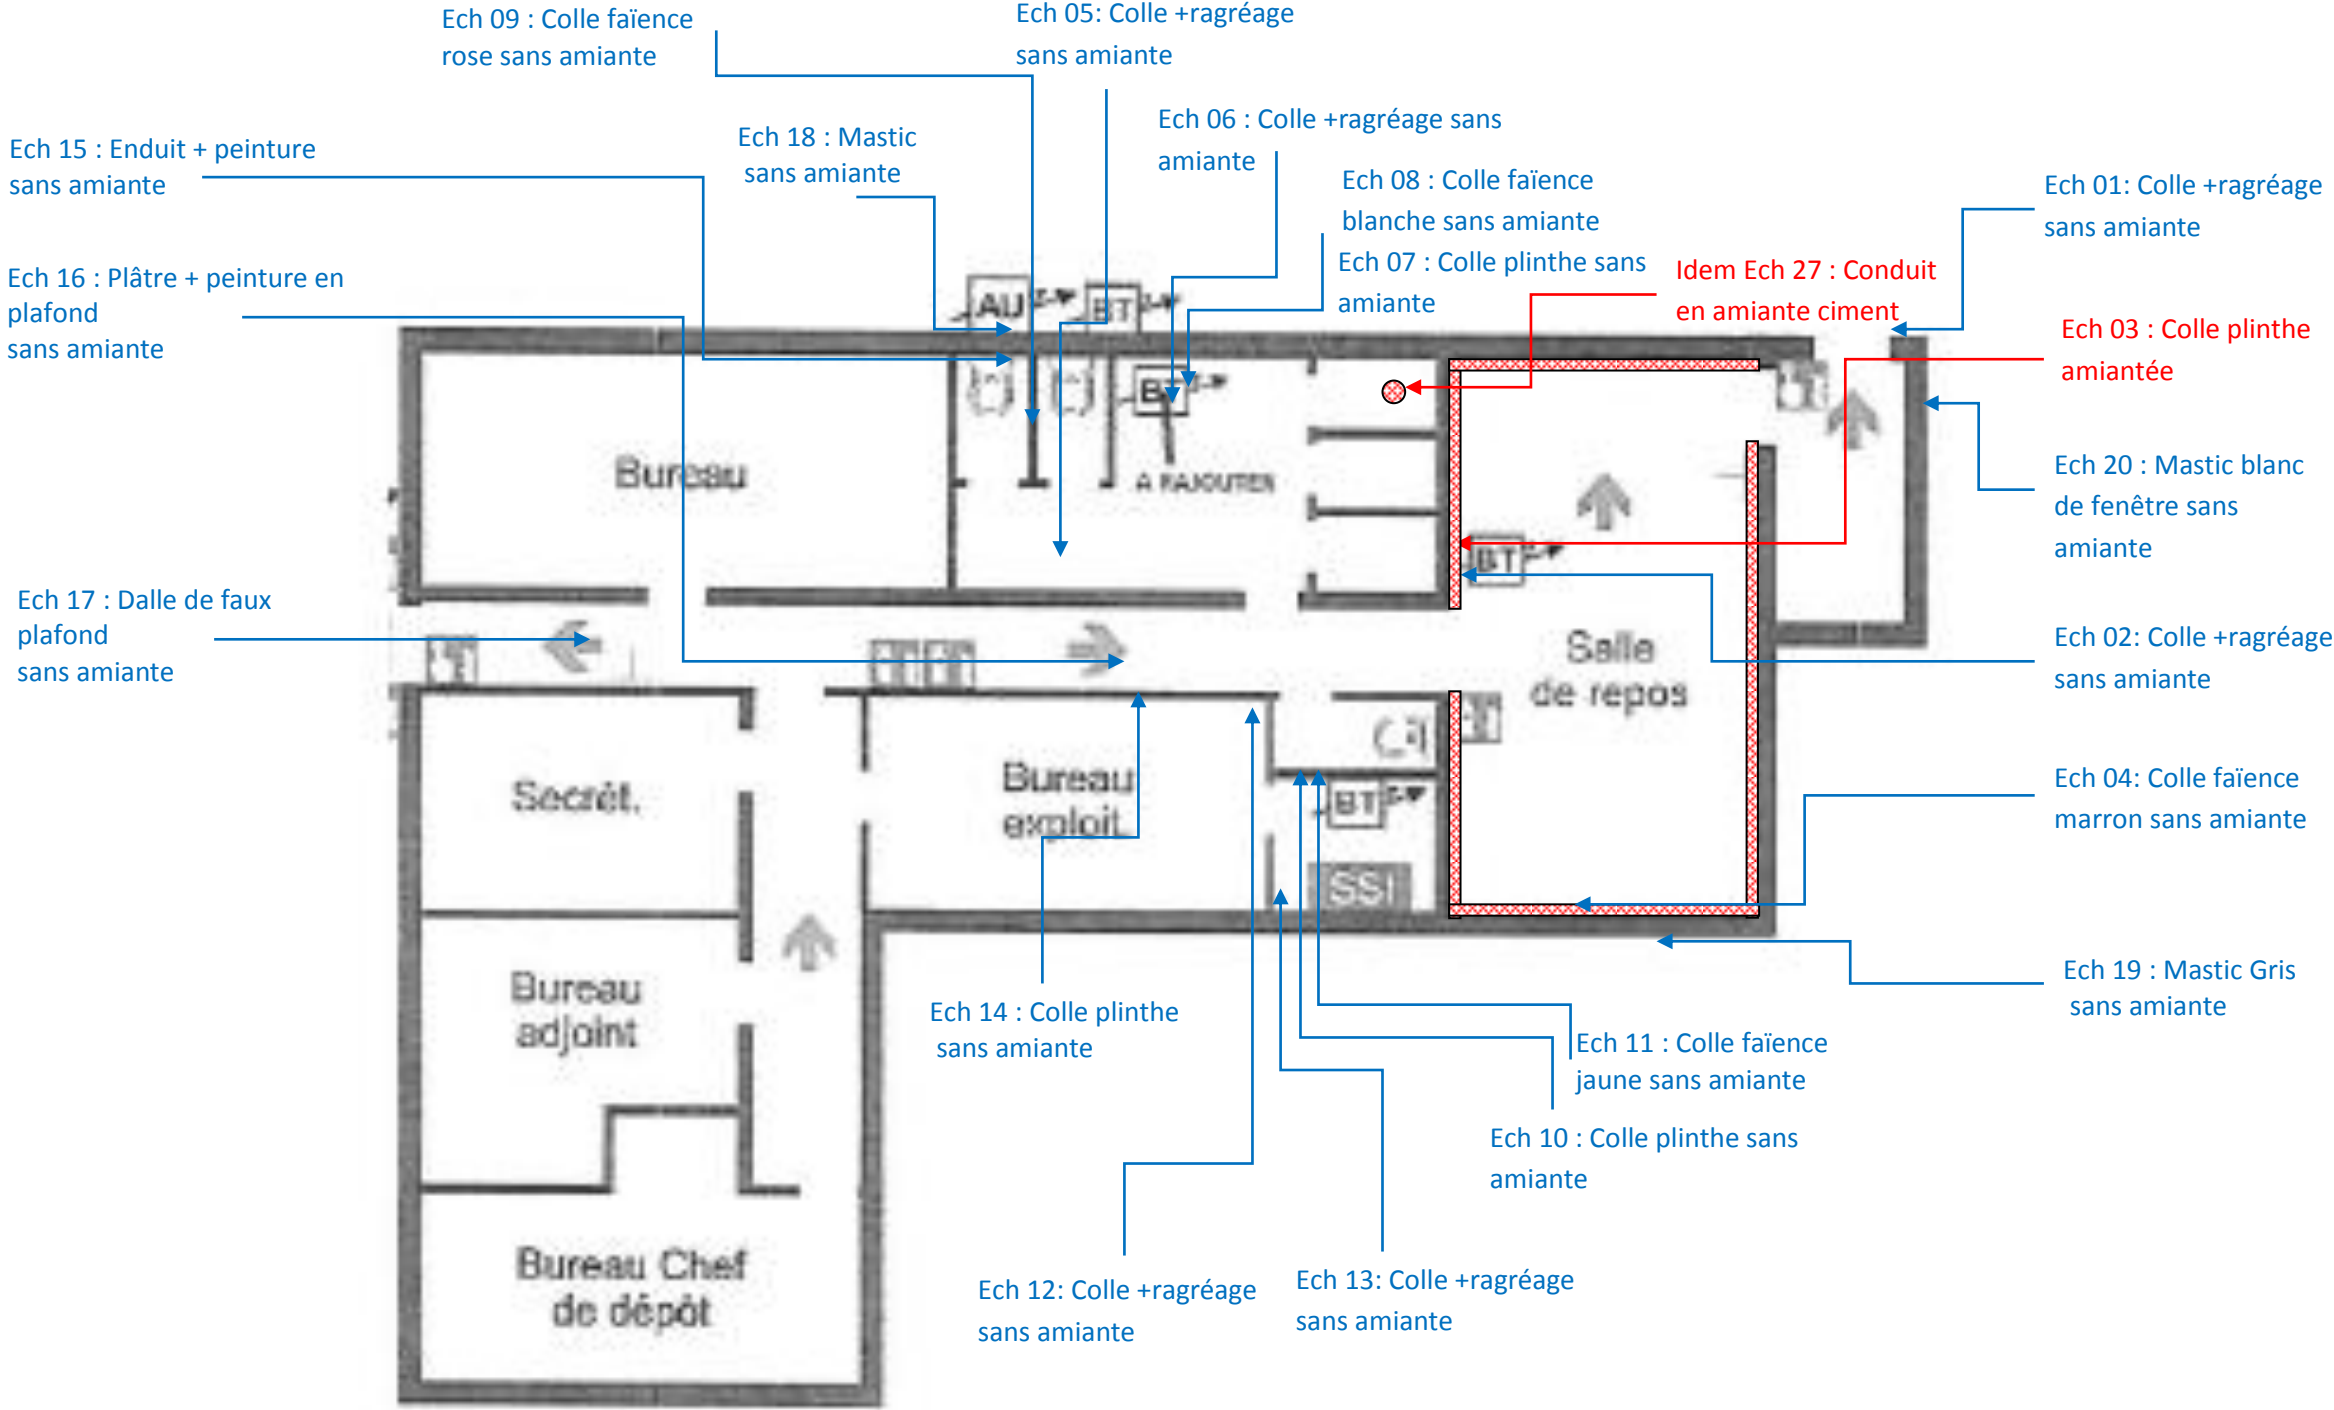 Ech 09 : Colle faïence
rose sans amiante
Ech 05: Colle +ragréage
sans amiante
Ech 15 : Enduit + peinture
sans amiante
Ech 18 : Mastic
sans amiante
Ech 06 : Colle +ragréage sans
amiante
Ech 08 : Colle faïence
blanche sans amiante
Ech 07 : Colle plinthe sans
amiante
Ech 01: Colle +ragréage
sans amiante
Ech 16 : Plâtre + peinture en
plafond
sans amiante
Idem Ech 27 : Conduit
en amiante ciment
Ech 03 : Colle plinthe
amiantée
AU
BT
BT
A RAJOUTER
Bureau
Ech 20 : Mastic blanc
de fenêtre sans
amiante
BT
Ech 17 : Dalle de faux
plafond
sans amiante
Salle
de repos
Ech 02: Colle +ragréage
sans amiante
Secrét.
Bureau
exploit.
BT
SSI
Ech 04: Colle faïence
marron sans amiante
Bureau
adjoint
Ech 14 : Colle plinthe
sans amiante
Ech 19 : Mastic Gris
sans amiante
Ech 11 : Colle faïence
jaune sans amiante
Ech 10 : Colle plinthe sans
amiante
Bureau Chef
de dépôt
Ech 12: Colle +ragréage
sans amiante
Ech 13: Colle +ragréage
sans amiante